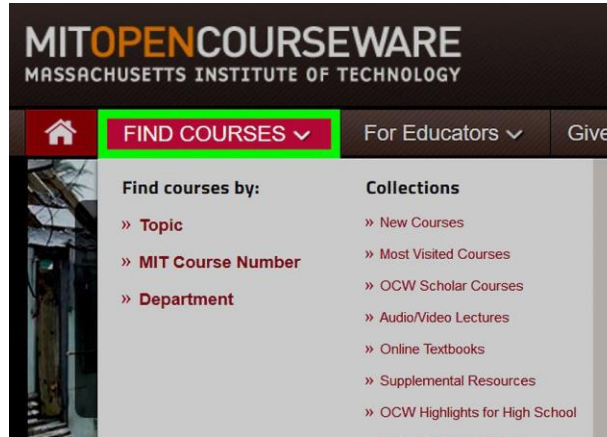 MITOPENCOURSEWARE
MASSACHUSETTS INSTITUTE OF TECHNOLOGY
FIND COURSES
For Educators
Give
Find courses by:
» Topic
» MIT Course Number
» Department
Collections
» New Courses
» Most Visited Courses
» OCW Scholar Courses
» Audio/Video Lectures
» Online Textbooks
» Supplemental Resources
» OCW Highlights for High School